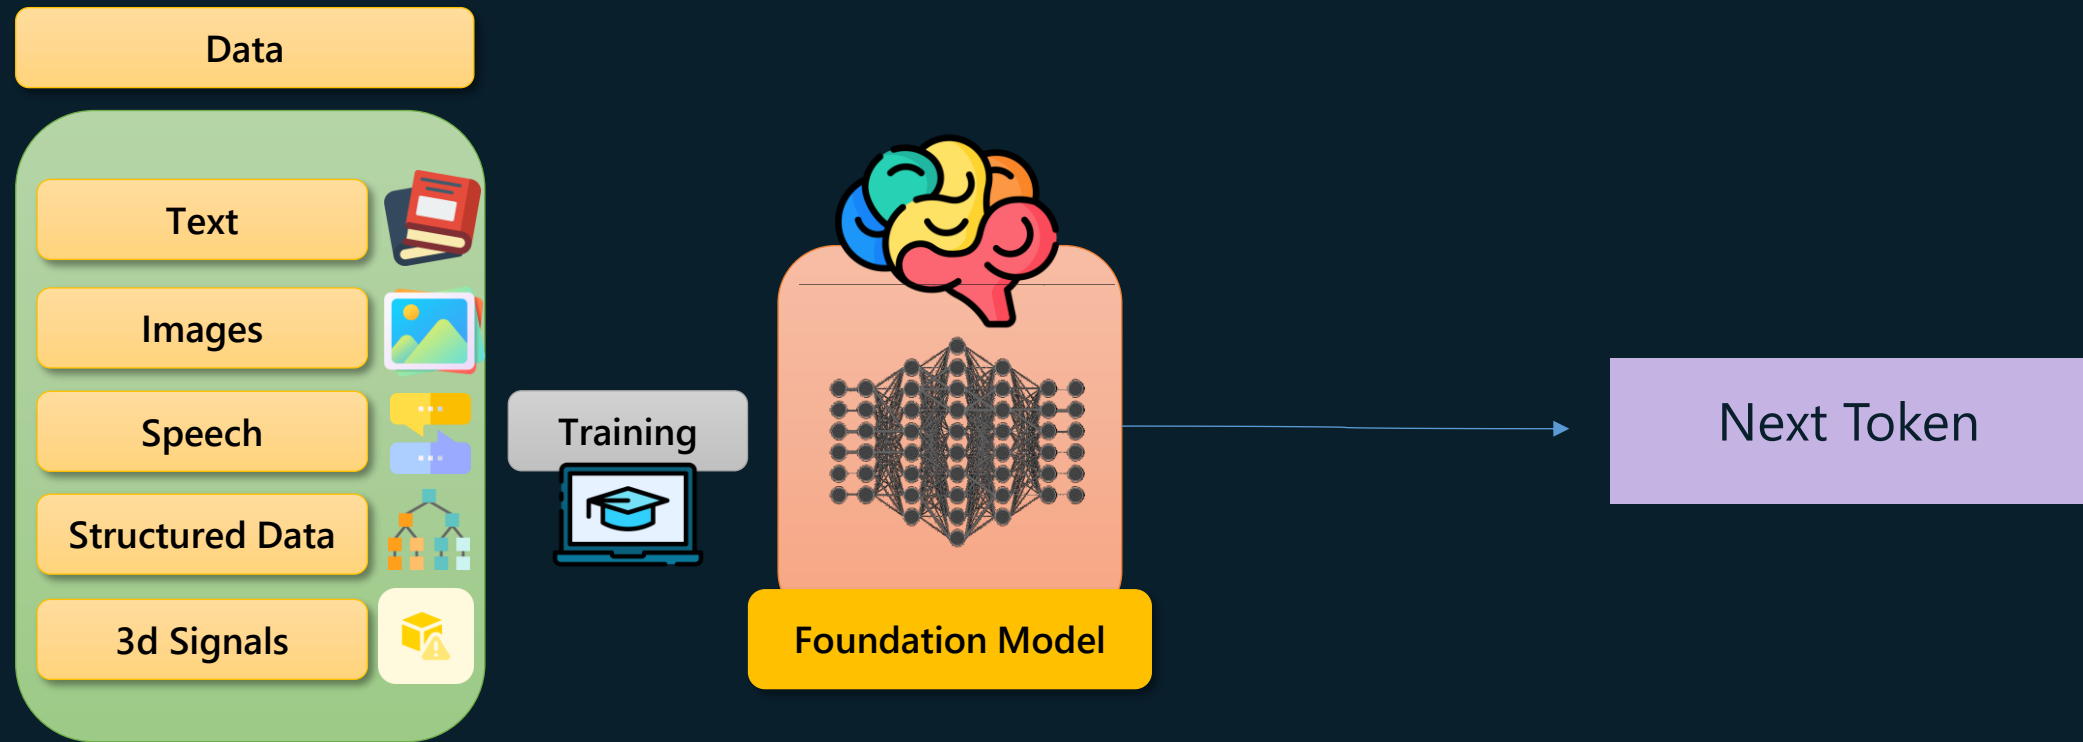 Data
Text
Images
Speech
Structured Data
3d Signals
Training
Foundation Model
Next Token